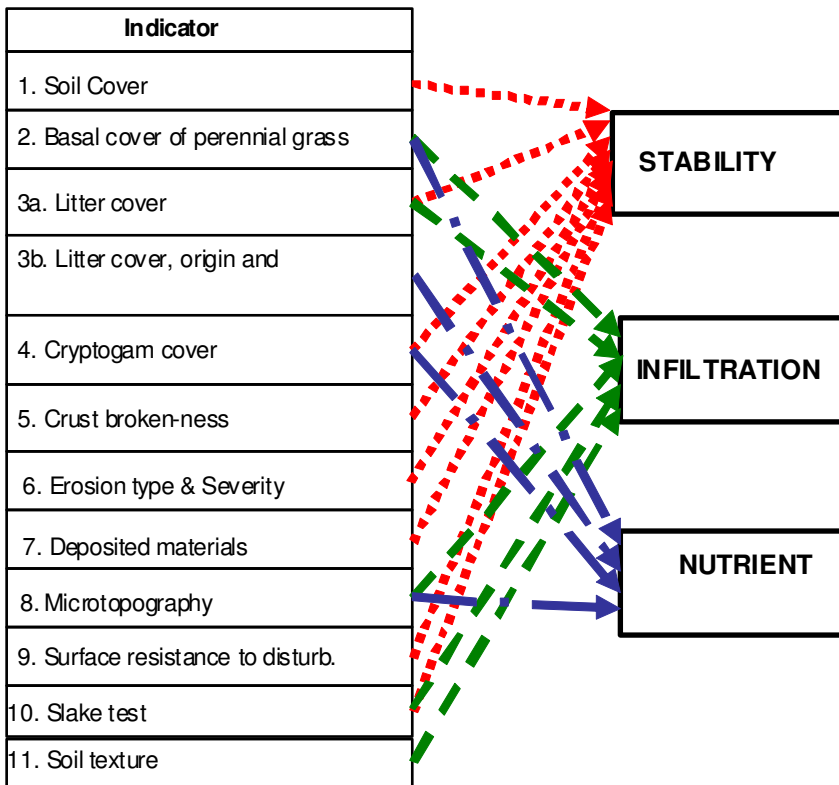 Indicator
1. Soil Cover
2. Basal cover of perennial grass
3a. Litter cover
3b. Litter cover, origin and
4. Cryptogam cover
5. Crust broken-ness
6. Erosion type & Severity
7. Deposited materials
8. Microtopography
9. Surface resistance to disturb.
10. Slake test
11. Soil texture
STABILITY
INFILTRATION
NUTRIENT